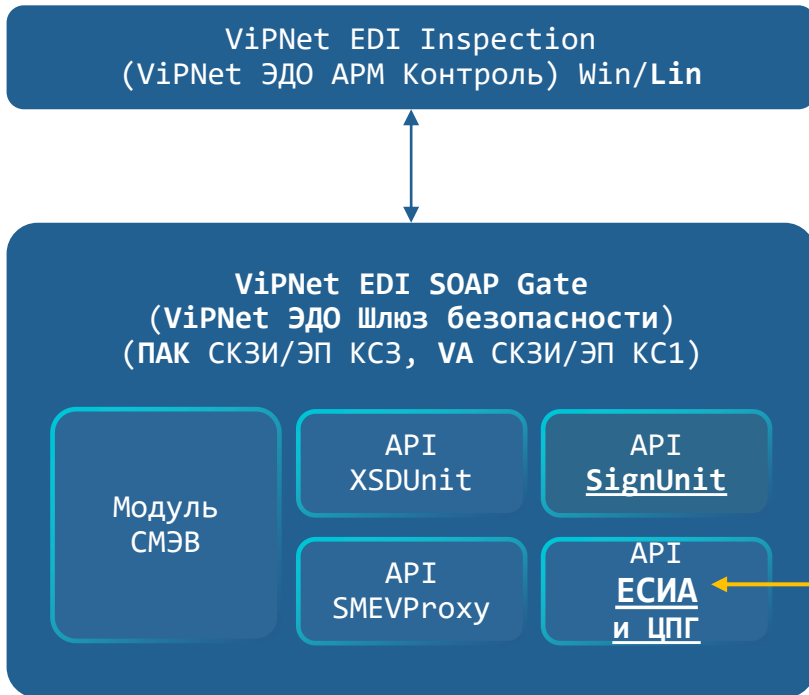 ViPNet EDI Inspection
(ViPNet ЭДО АРМ Контроль) Win/Lin
ViPNet EDI SOAP Gate
(ViPNet ЭДО Шлюз безопасности)
(ПАК СКЗИ/ЭП КС3, VA СКЗИ/ЭП КС1)
Модуль
СМЭВ
API
XSDUnit
API
SignUnit
API
SMEVProxy
API
ЕСИА
и ЦПГ